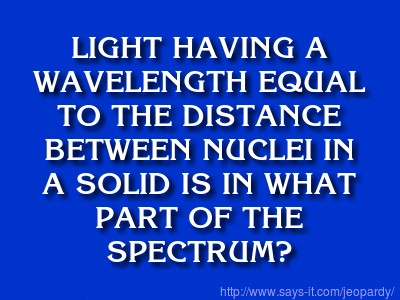 LIGHT HAVING A
WAVELENGTH EQUAL
TO THE DISTANCE
BETWEEN NUCLEI IN
A SOLID IS IN WHAT
PART OF THE
SPECTRUM?
http://www.says-it.com/jeopardy/